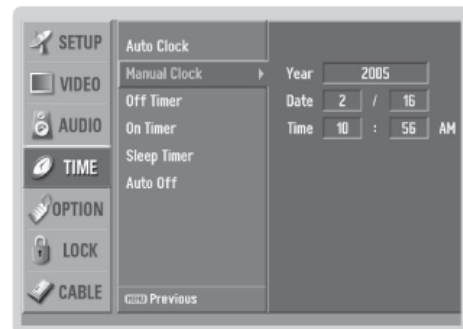 SETUP
VIDEO
AUDIO
TIME
OPTION
LOCK
CABLE
Auto Clock
Manual Clock
Off Timer
On Timer
Sleep Timer
Auto Off
Previous
Year 2005
Date 2 / 16
Time 10 : 56 AM